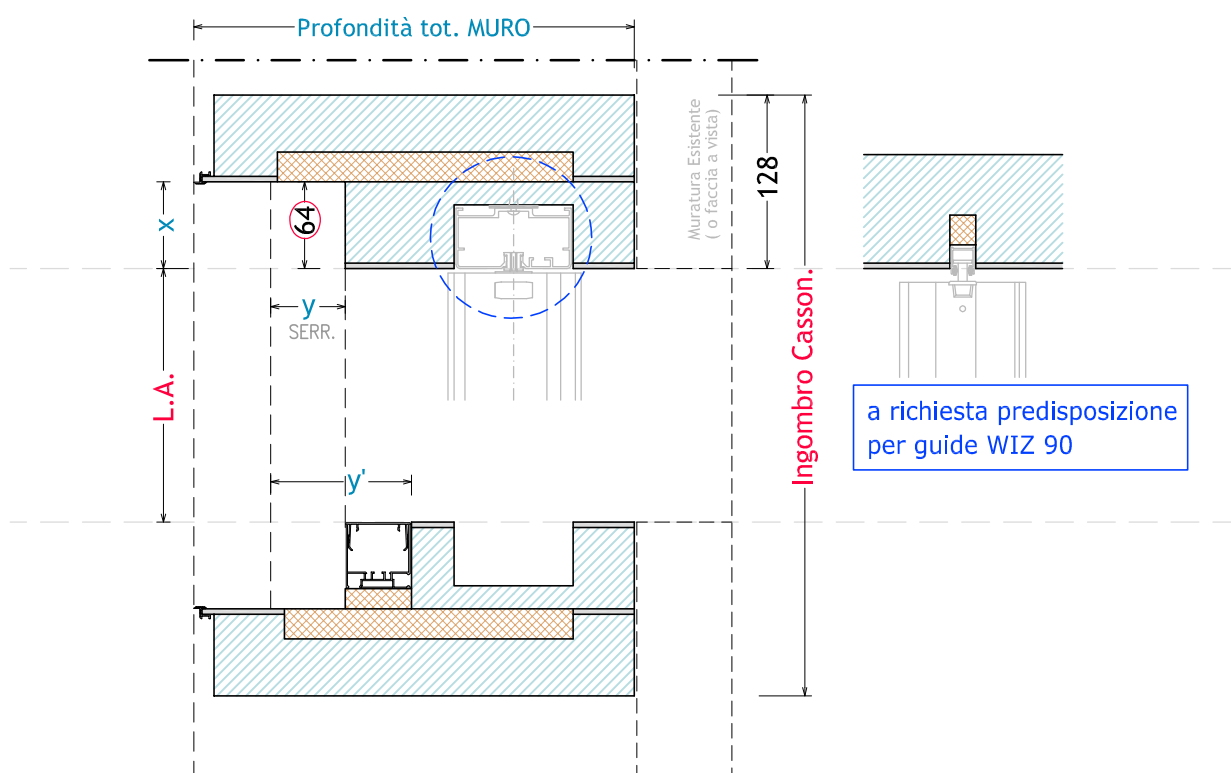 Profondità tot. MURO
Muratura Esistente
( o faccia a vista)
128
x
64
y
SERR.
L.A.
Ingombro Casson.
a richiesta predisposizione
per guide WIZ 90
y'